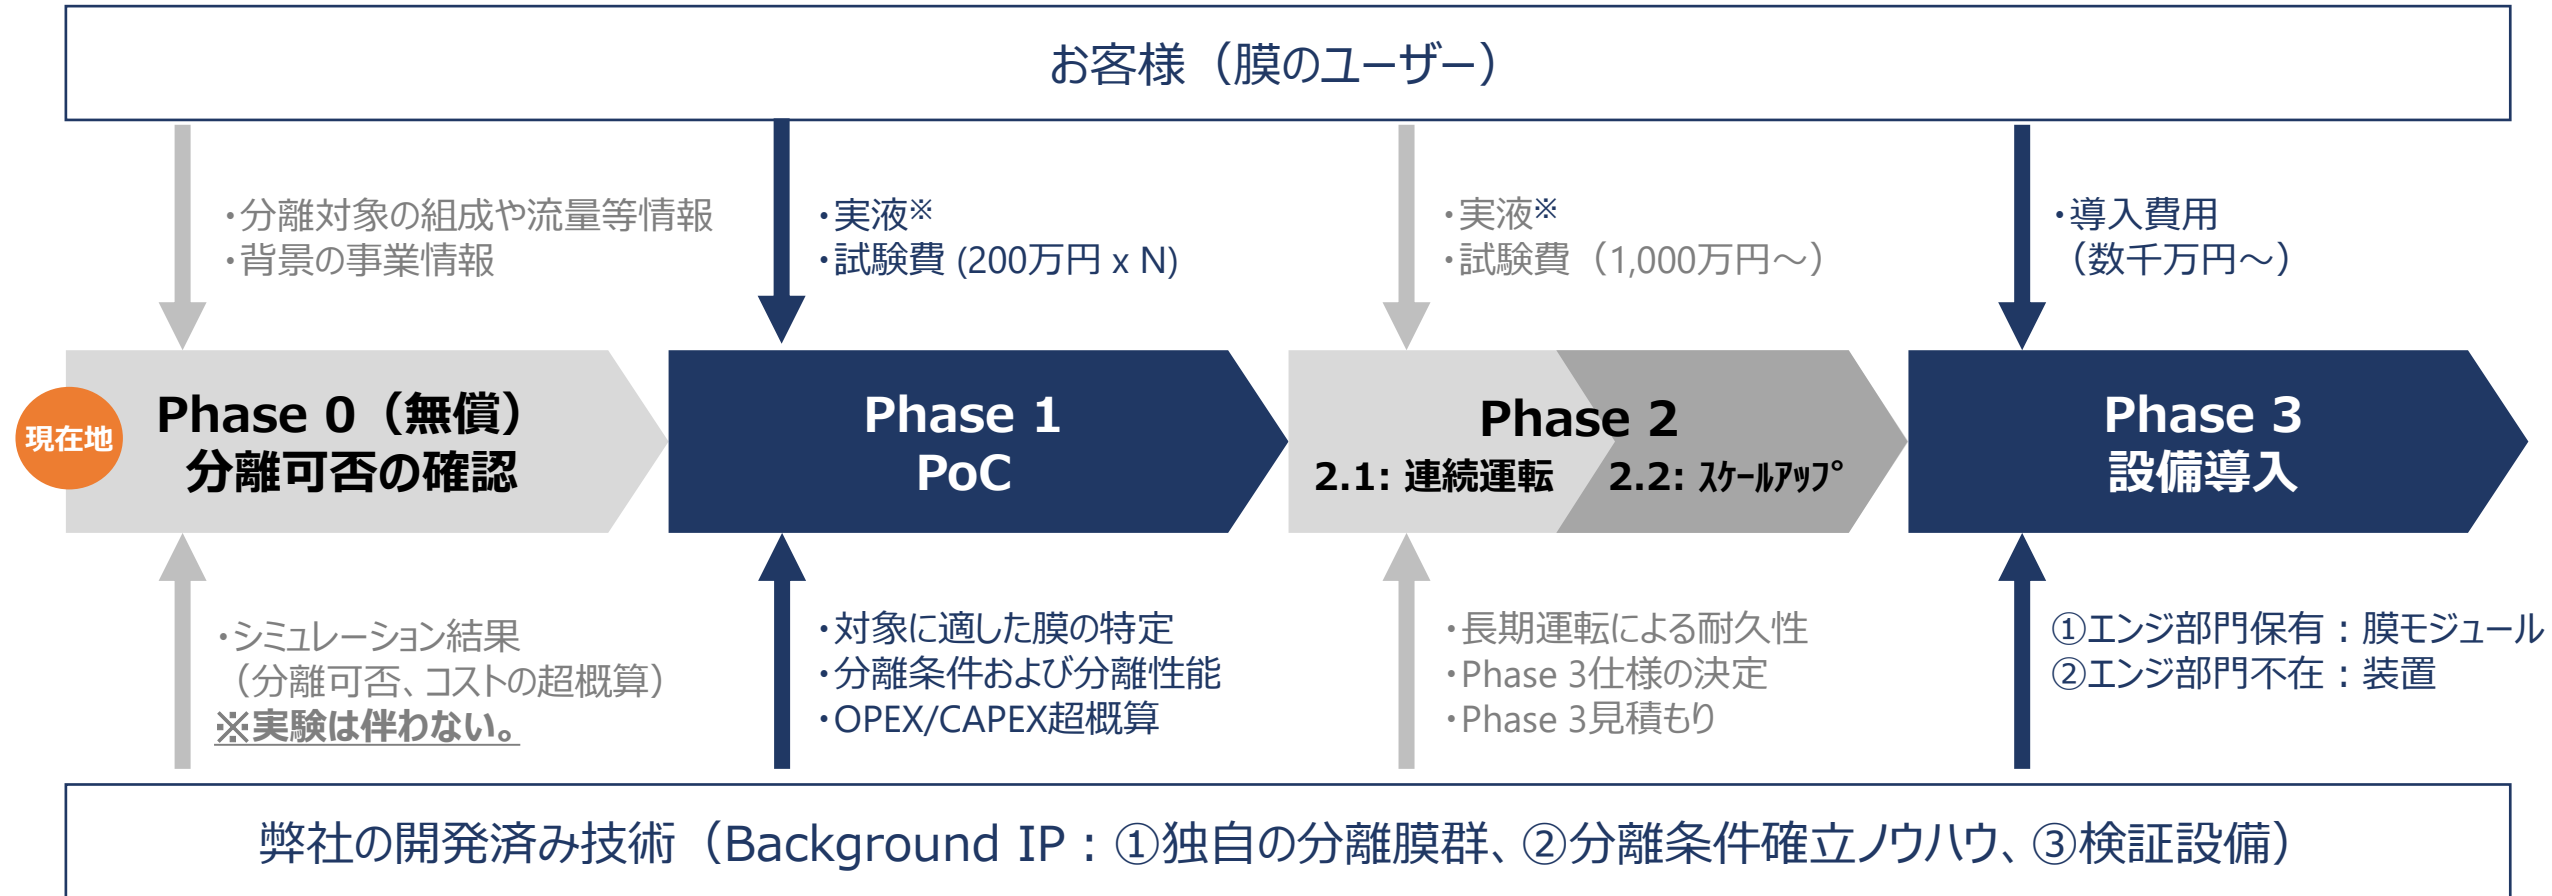 お客様（膜のユーザー）
・分離対象の組成や流量等情報
・背景の事業情報
・実液※
・試験費 (200万円 x N)
・実液※
・試験費（1,000万円～）
・導入費用
（数千万円～）
現在地
Phase 0（無償）
分離可否の確認
Phase 1
PoC
Phase 2
2.1: 連続運転
2.2: ｽｹｰﾙｱｯﾌﾟ
Phase 3
設備導入
・シミュレーション結果
（分離可否、コストの超概算）
※実験は伴わない。
・対象に適した膜の特定
・分離条件および分離性能
・OPEX/CAPEX超概算
・長期運転による耐久性
・Phase 3仕様の決定
・Phase 3見積もり
①エンジ部門保有：膜モジュール
②エンジ部門不在：装置
弊社の開発済み技術（Background IP：①独自の分離膜群、②分離条件確立ノウハウ、③検証設備）